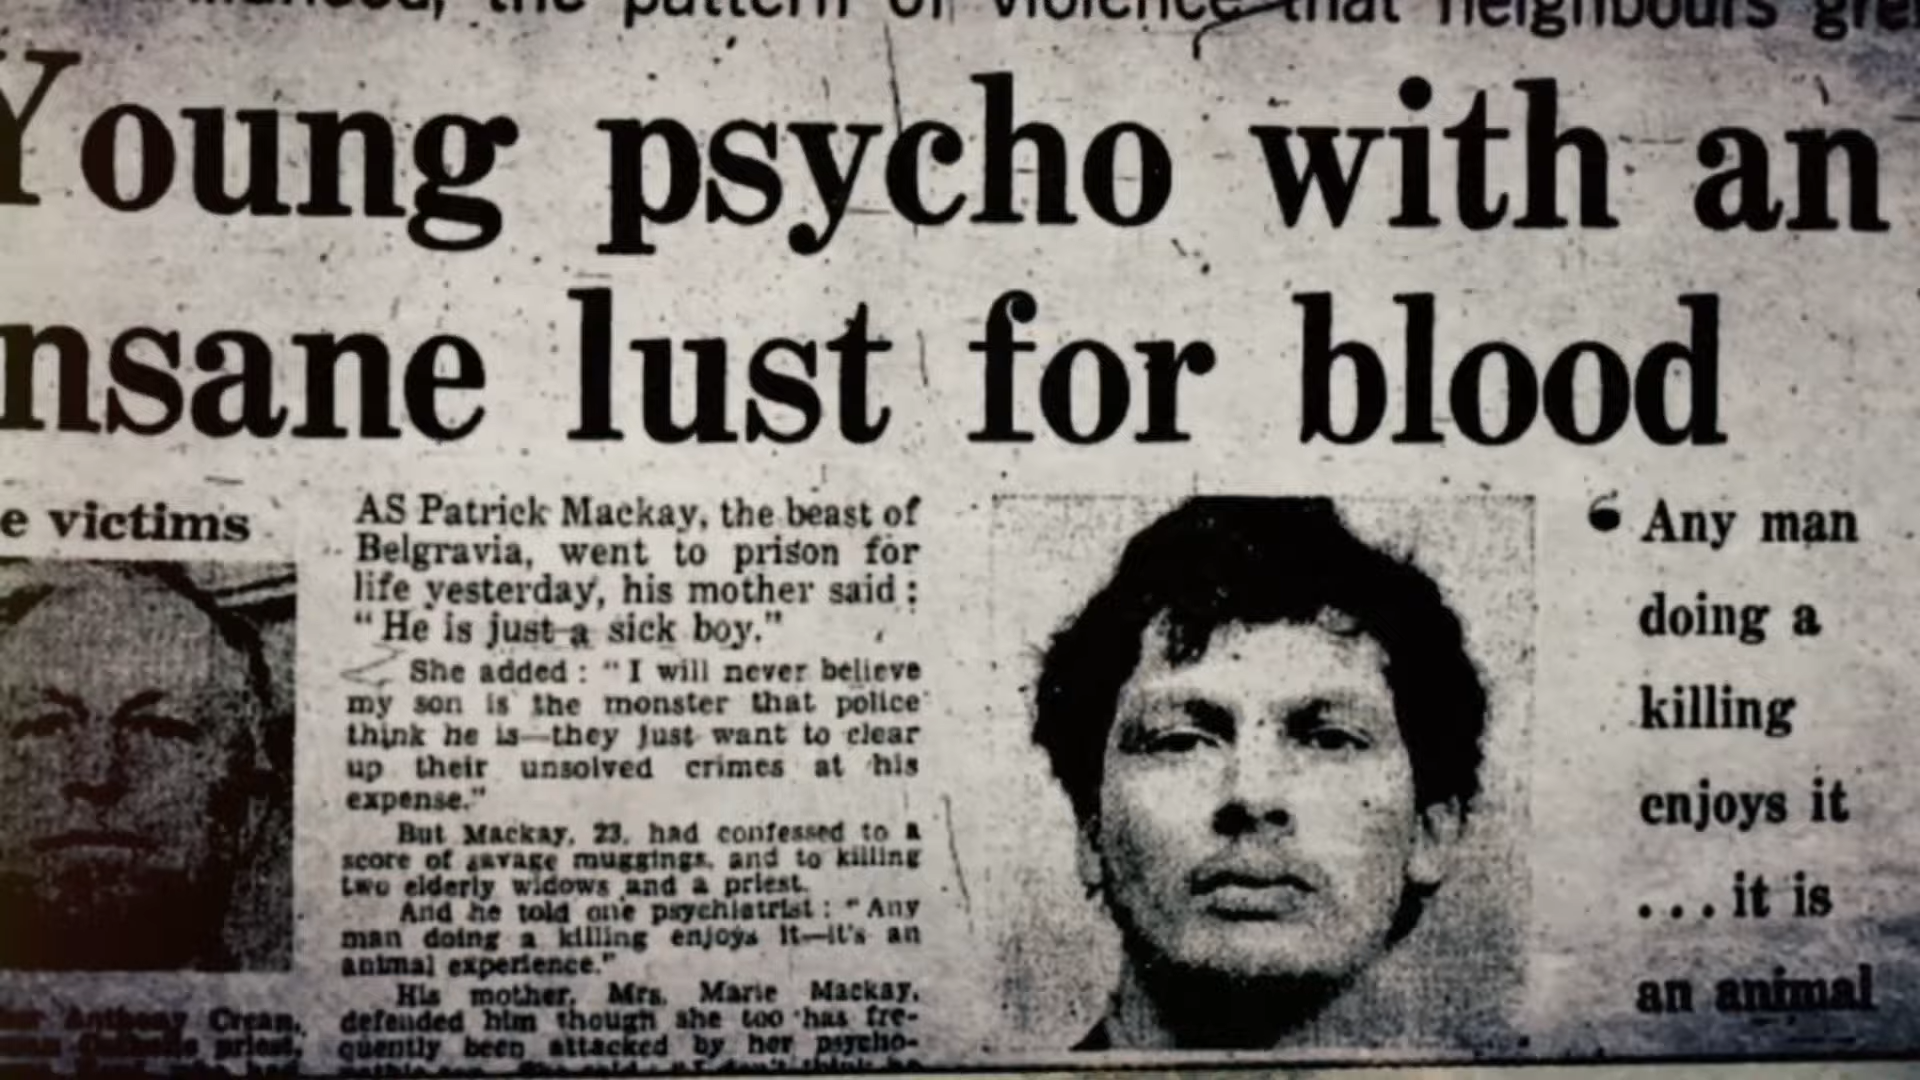 the pattern of violence that neighbours
Young psycho with an
nsane lust for blood
e victims
AS Patrick Mackay, the beast of
Belgravia, went to prison for
life yesterday, his mother said :
“ He is just a sick boy.”
She added : “ I will never believe
my son is the monster that police
think he is—they just want to clear
up their unsolved crimes at his
expense.”
But Mackay, 23, had confessed to a
score of savage muggings, and to killing
two elderly widows and a priest.
And he told one psychiatrist : “ Any
man doing a killing enjoys it—it's an
animal experience.”
His mother, Mrs. Marie Mackay,
defended him though she too has fre-
quently been attacked by her psycho-
Anthony Crean,
priest,
‘ Any man
doing a
killing
enjoys it
. . . it is
an animal